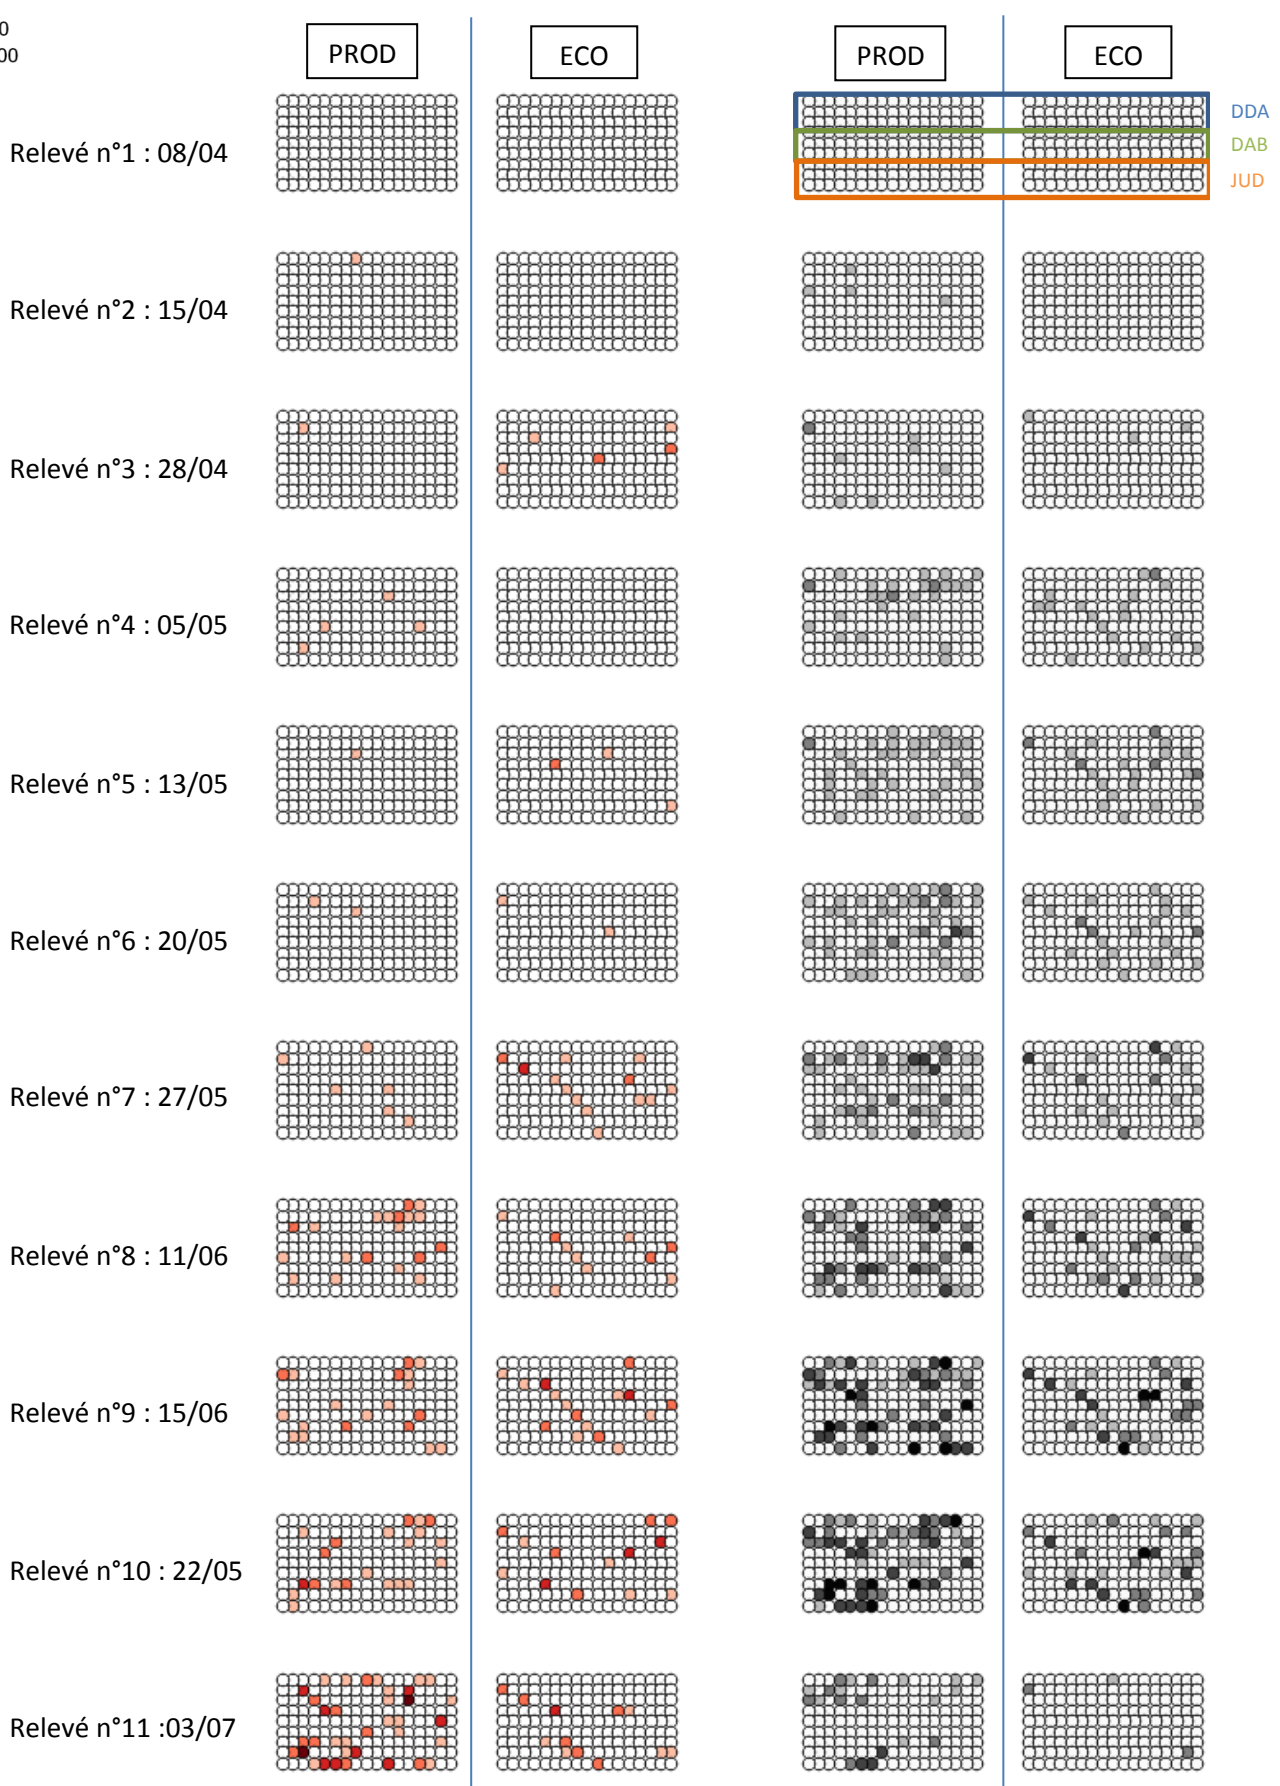 0
00
PROD
ECO
PROD
ECO
DDA
DAB
JUD
Relevé n°1 : 08/04
Relevé n°2 : 15/04
Relevé n°3 : 28/04
Relevé n°4 : 05/05
Relevé n°5 : 13/05
Relevé n°6 : 20/05
Relevé n°7 : 27/05
Relevé n°8 : 11/06
Relevé n°9 : 15/06
Relevé n°10 : 22/05
Relevé n°11 :03/07